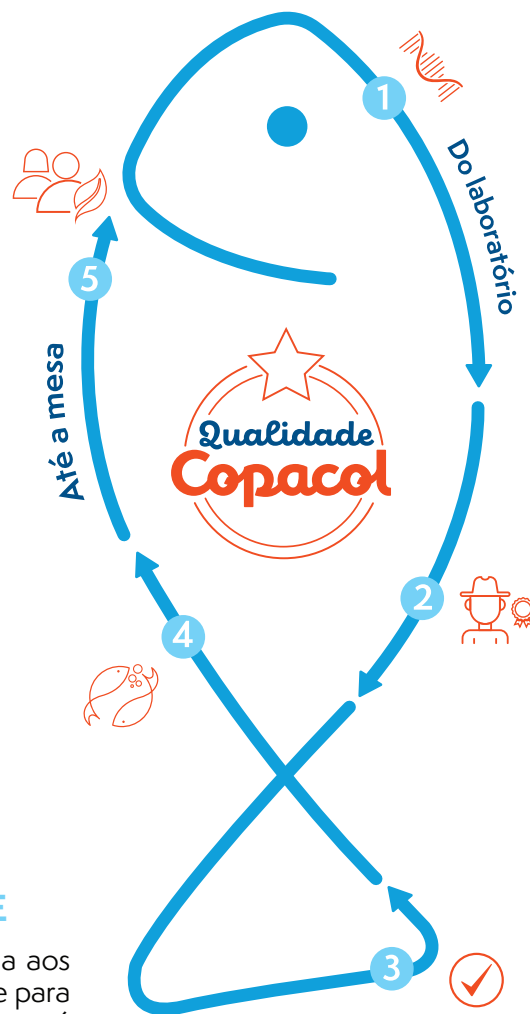 1
Do laboratório
5
Até a mesa
Qualidade
Copacol
2
4
E
a aos
3
e para